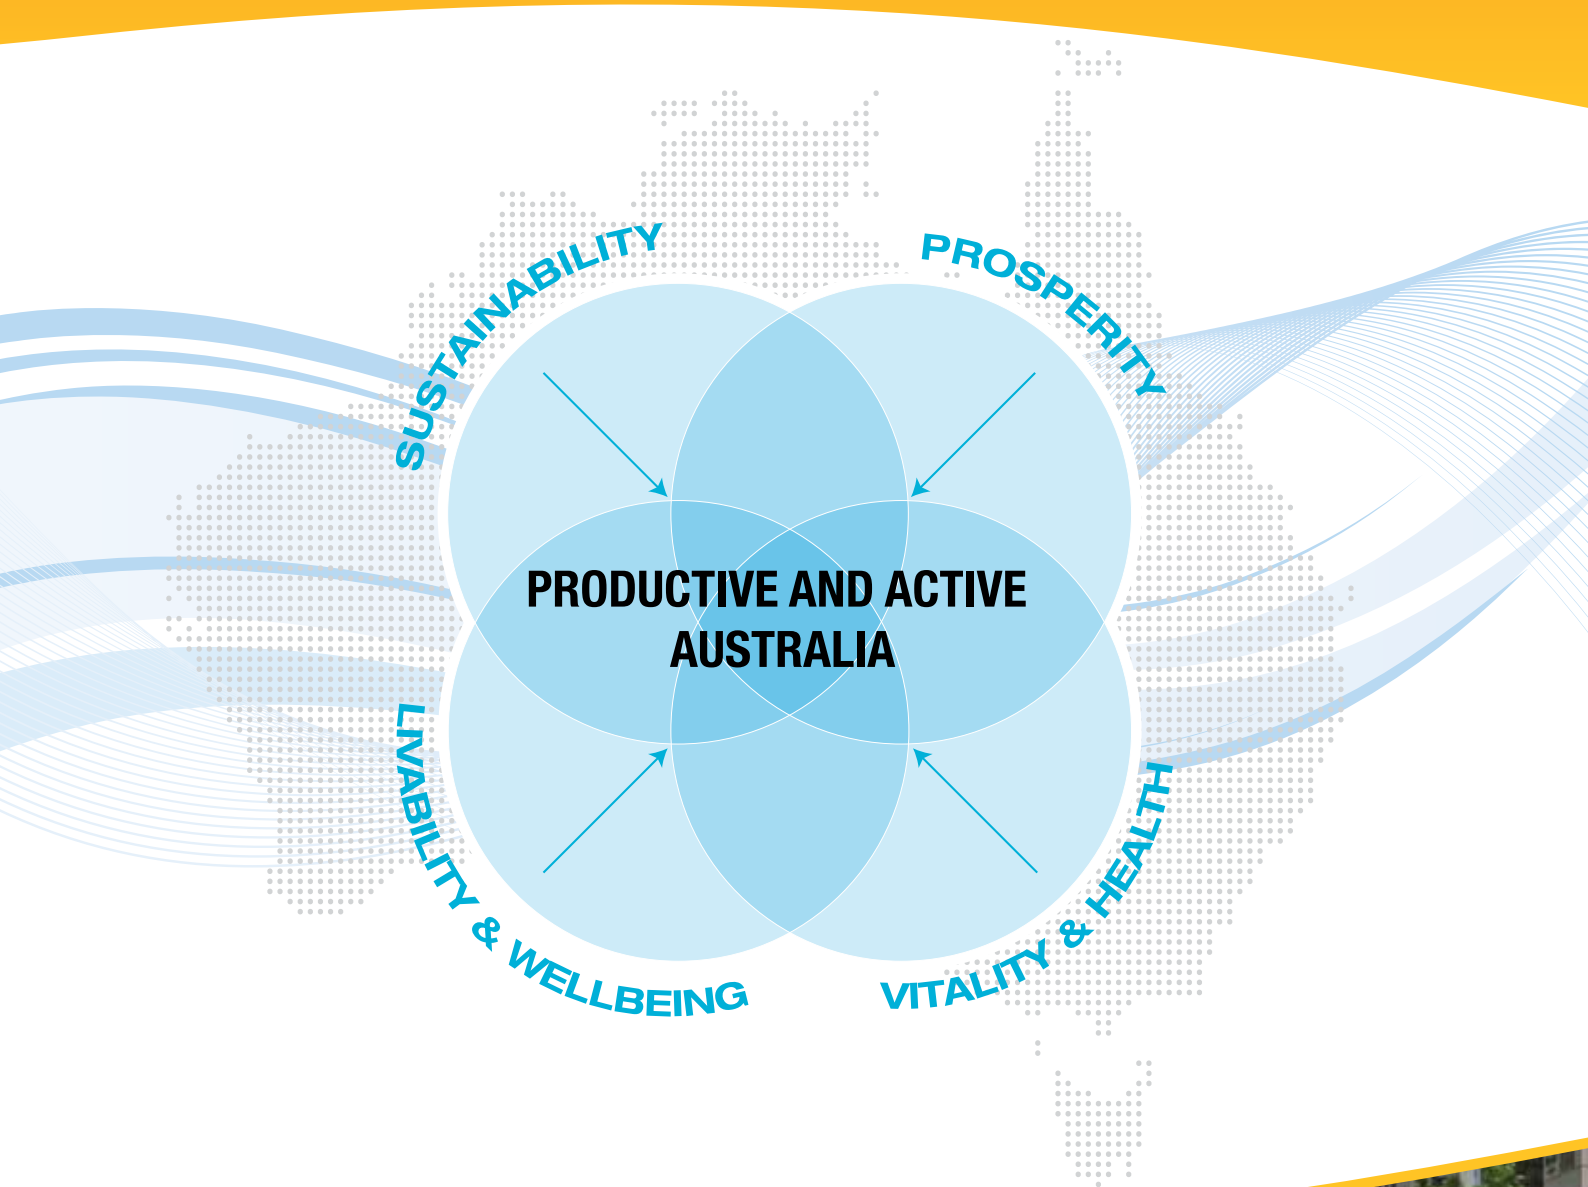 SUSTAINABILITY
PROSPERITY
PRODUCTIVE AND ACTIVE
AUSTRALIA
LIVABILITY & WELLBEING
VITALITY & HEALTH